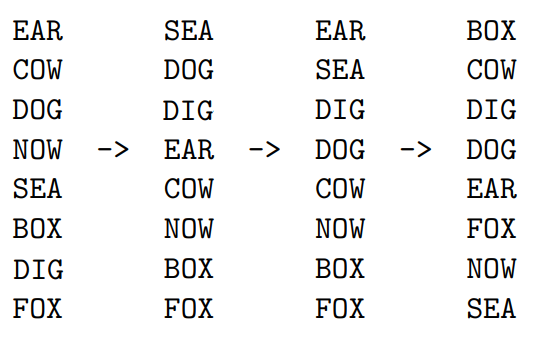 EAR SEA EAR BOX
COW DOG SEA COW
DOG DIG DIG DIG
NOW -> EAR -> DOG -> DOG
SEA COW COW EAR
BOX NOW NOW FOX
DIG BOX BOX NOW
FOX FOX FOX SEA